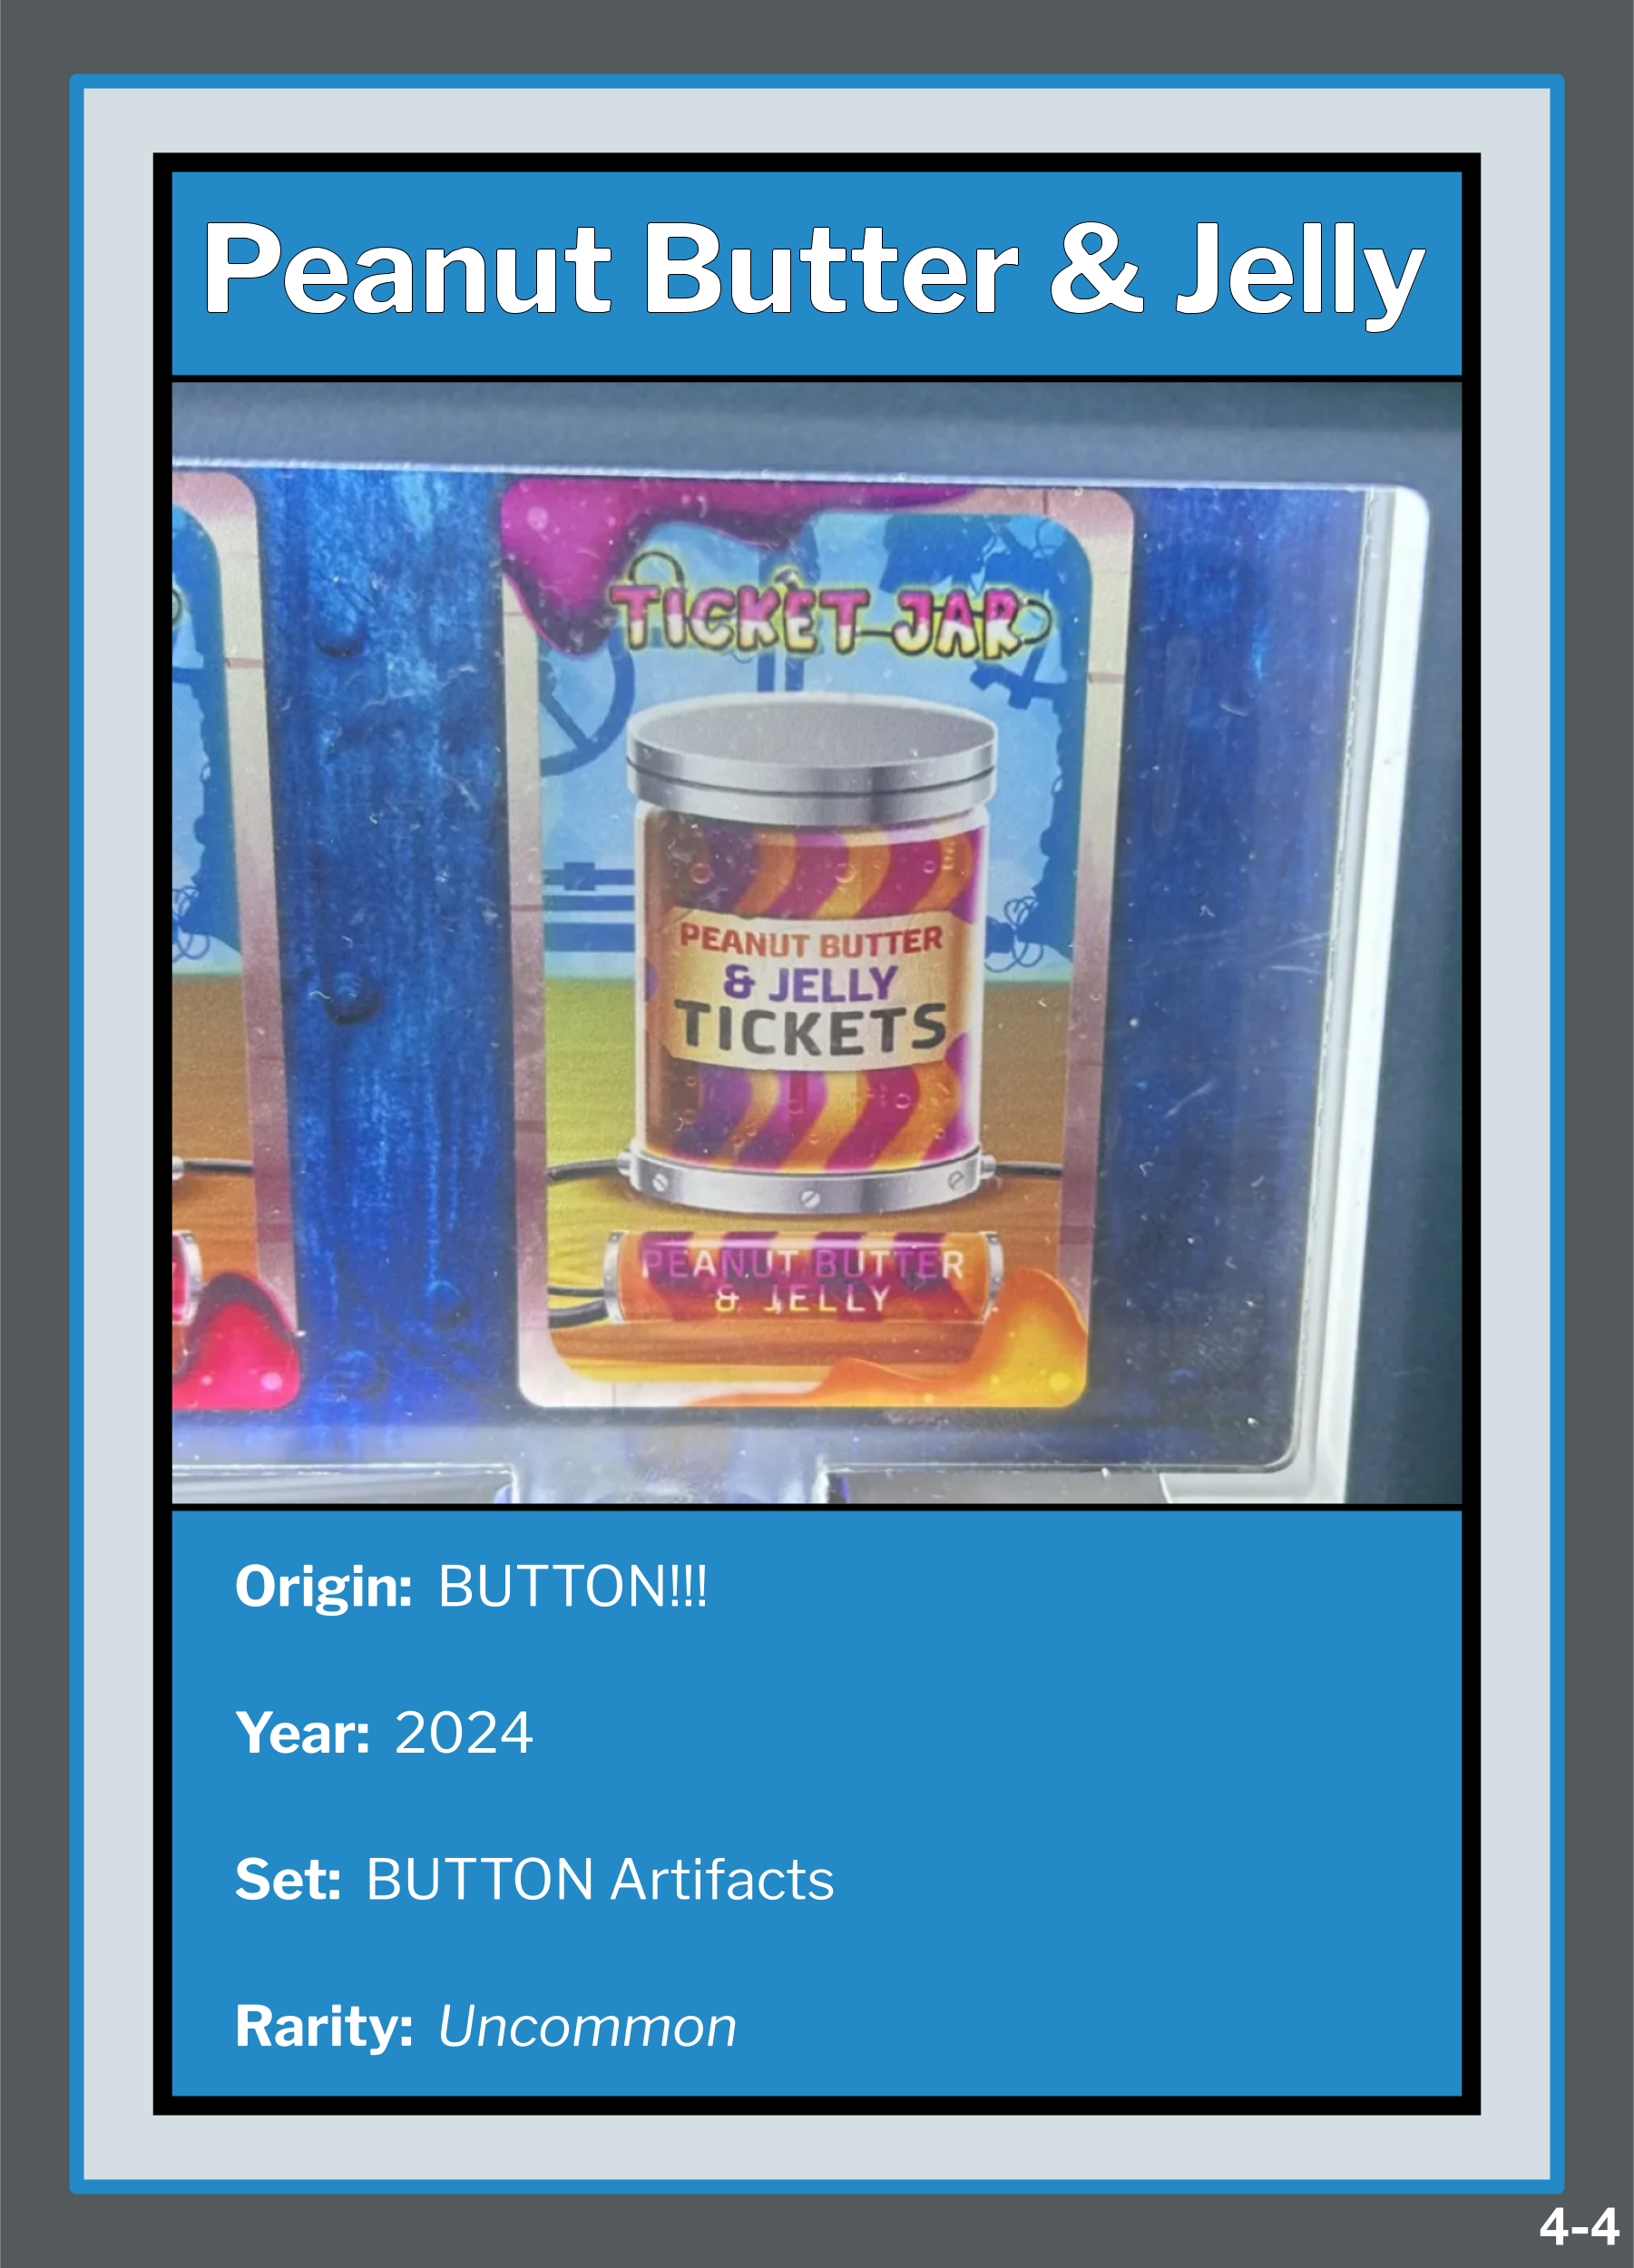 Peanut Butter & Jelly
TICKET JAR
PEANUT BUTTER
& JELLY
TICKETS
PEANUT BUTTER
& JELLY
Origin: BUTTON!!!
Year: 2024
Set: BUTTON Artifacts
Rarity: Uncommon
4-4